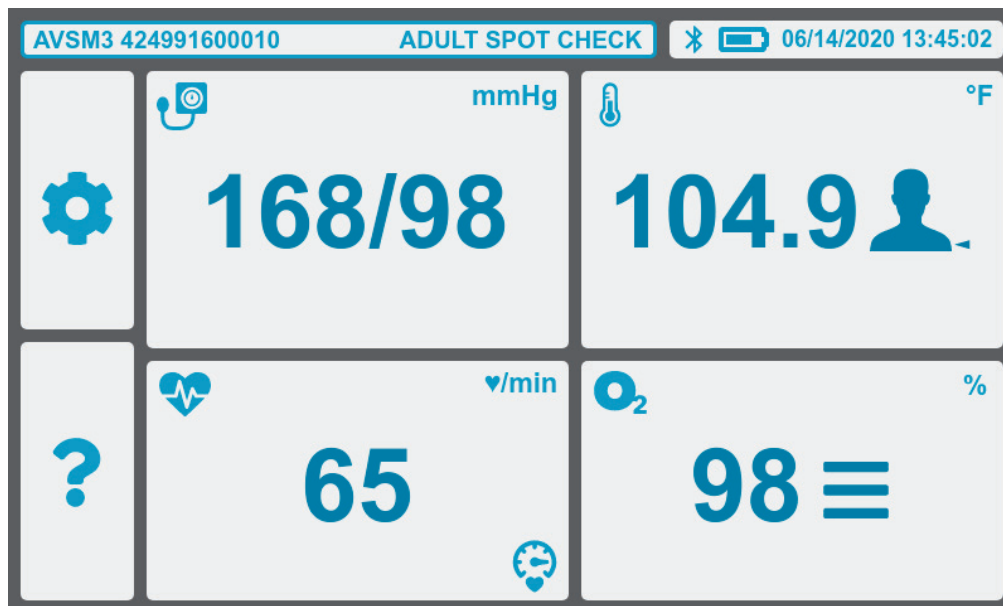 AVSM3 424991600010 ADULT SPOT CHECK 06/14/2020 13:45:02
mmHg
168/98
°F
104.9
♥/min
65
O2
%
98
?